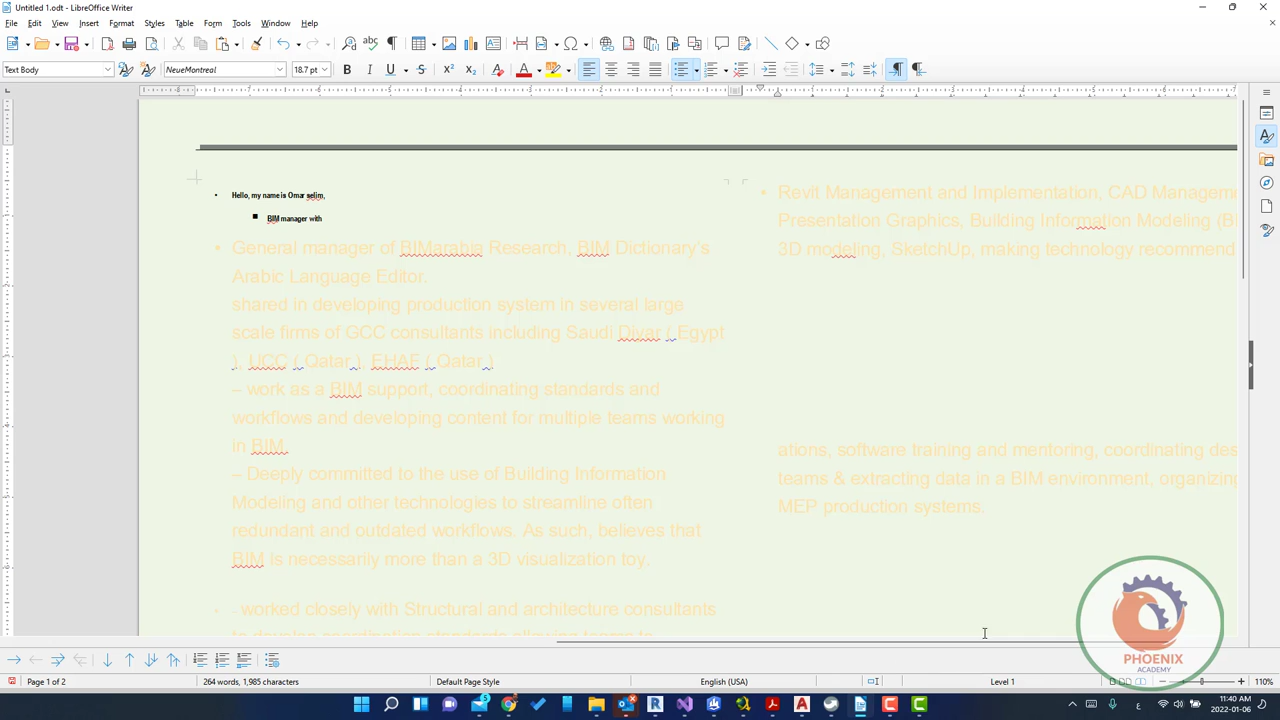 Untitled 1.odt - LibreOffice Writer
File Edit View Insert Format Styles Table Form Tools Window Help
Text Body NeueMontreal 18.7 pt
Hello, my name is Omar selim,
BIM manager with
General manager of BIMarabia Research, BIM Dictionary's
Arabic Language Editor.
shared in developing production system in several large
scale firms of GCC consultants including Saudi Divar ( Egypt
), UCC ( Qatar ), EHAF ( Qatar )
– work as a BIM support, coordinating standards and
workflows and developing content for multiple teams working
in BIM.
– Deeply committed to the use of Building Information
Modeling and other technologies to streamline often
redundant and outdated workflows. As such, believes that
BIM is necessarily more than a 3D visualization toy.
- worked closely with Structural and architecture consultants
Revit Management and Implementation, CAD Managem
Presentation Graphics, Building Information Modeling (BI
3D modeling, SketchUp, making technology recommend
ations, software training and mentoring, coordinating des
teams & extracting data in a BIM environment, organizing
MEP production systems.
PHOENIX
ACADEMY
Page 1 of 2 264 words, 1,985 characters Default Page Style English (USA) Level 1 110%
11:40 AM
2022-01-06